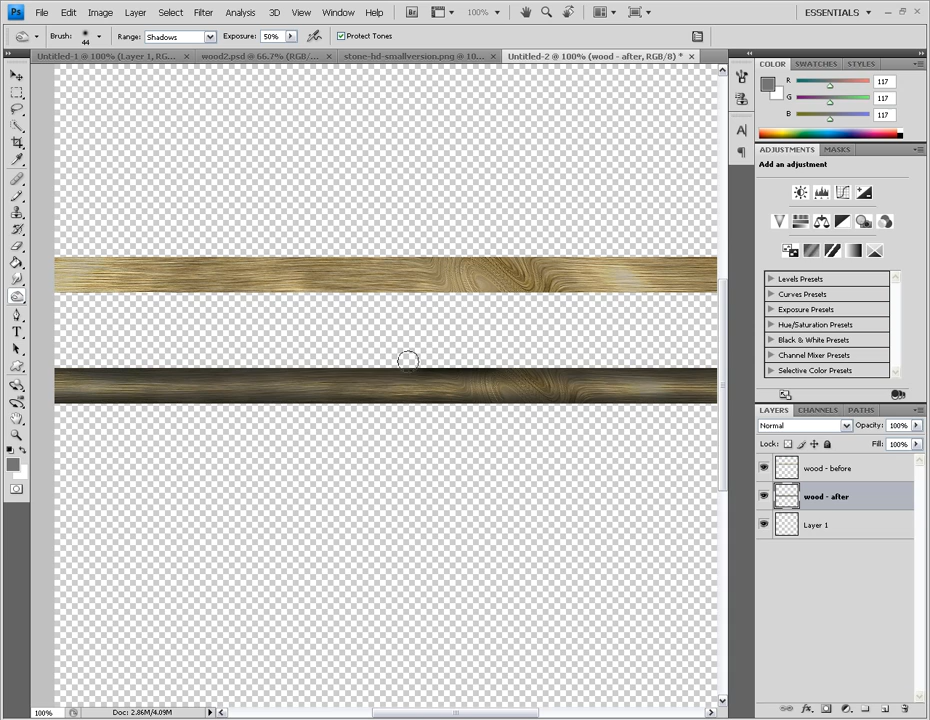 Ps File Edit Image Layer Select Filter Analysis 3D View Window Help Br 100% ESSENTIALS
Brush: 44 Range: Shadows Exposure: 50% Protect Tones
Untitled-1 @ 100% (Layer 1, RG... × wood2.psd @ 66.7% (RGB/... × stone-bd-smallversion.png @ 10... × Untitled-2 @ 100% (wood - after, RGB/8) * ×
COLOR SWATCHES STYLES
R 117
G 117
B 117
ADJUSTMENTS MASKS
Add an adjustment
Levels Presets
Curves Presets
Exposure Presets
Hue/Saturation Presets
Black & White Presets
Channel Mixer Presets
Selective Color Presets
LAYERS CHANNELS PATHS
Normal Opacity: 100%
Lock: Fill: 100%
wood - before
wood - after
Layer 1
100% Doc: 2.86M/4.09M